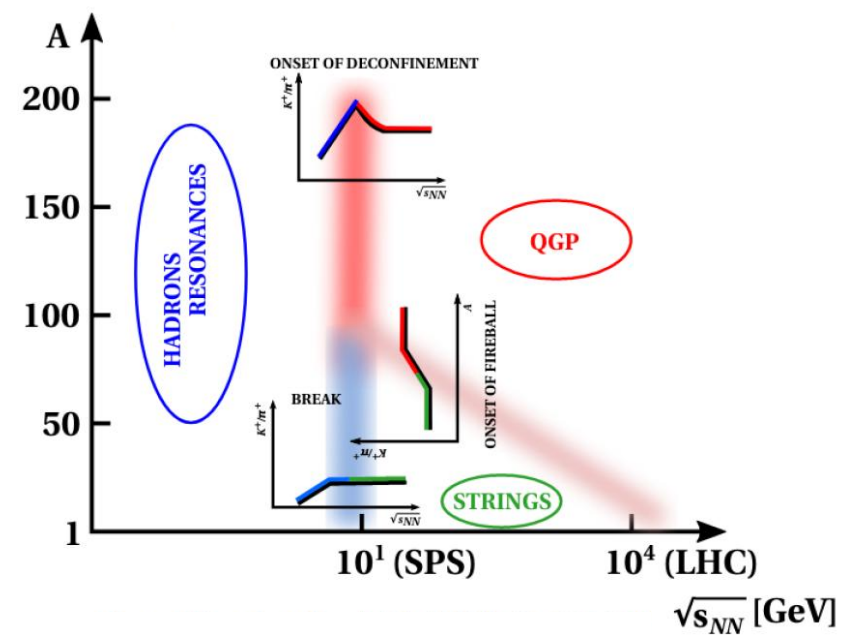 A
ONSET OF DECONFINEMENT
K⁺/π⁺
√sNN
200
150
100
50
1
HADRONS
RESONANCES
QGP
A
ONSET OF FIREBALL
K⁺/π⁺
BREAK
K⁺/π⁺
√sNN
STRINGS
10¹ (SPS)
10⁴ (LHC)
√sNN [GeV]